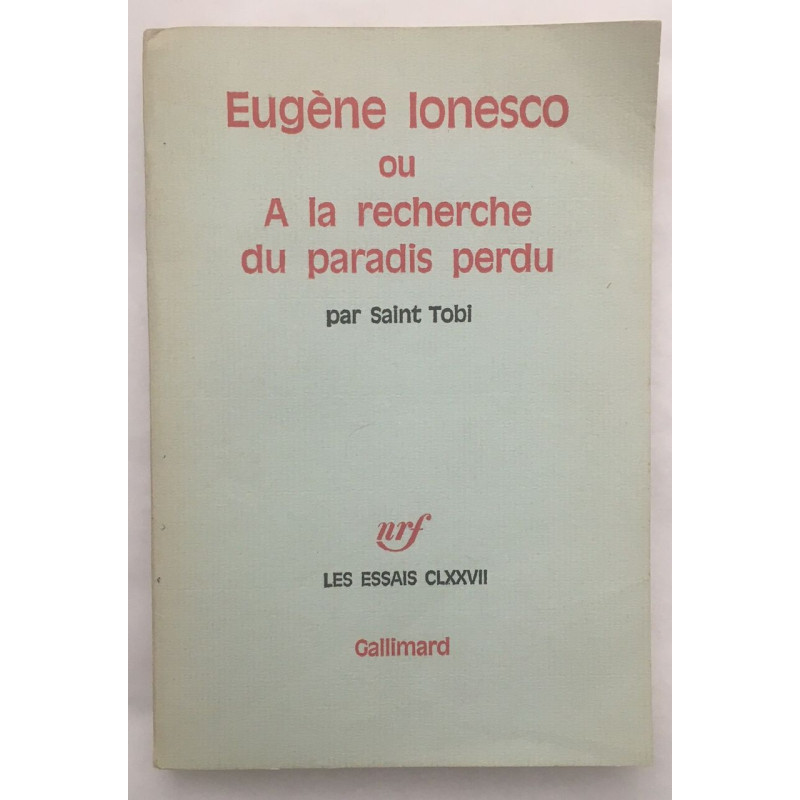 Eugène Ionesco
ou
A la recherche
du paradis perdu
par Saint Tobi
nrf
LES ESSAIS CLXXVII
Gallimard